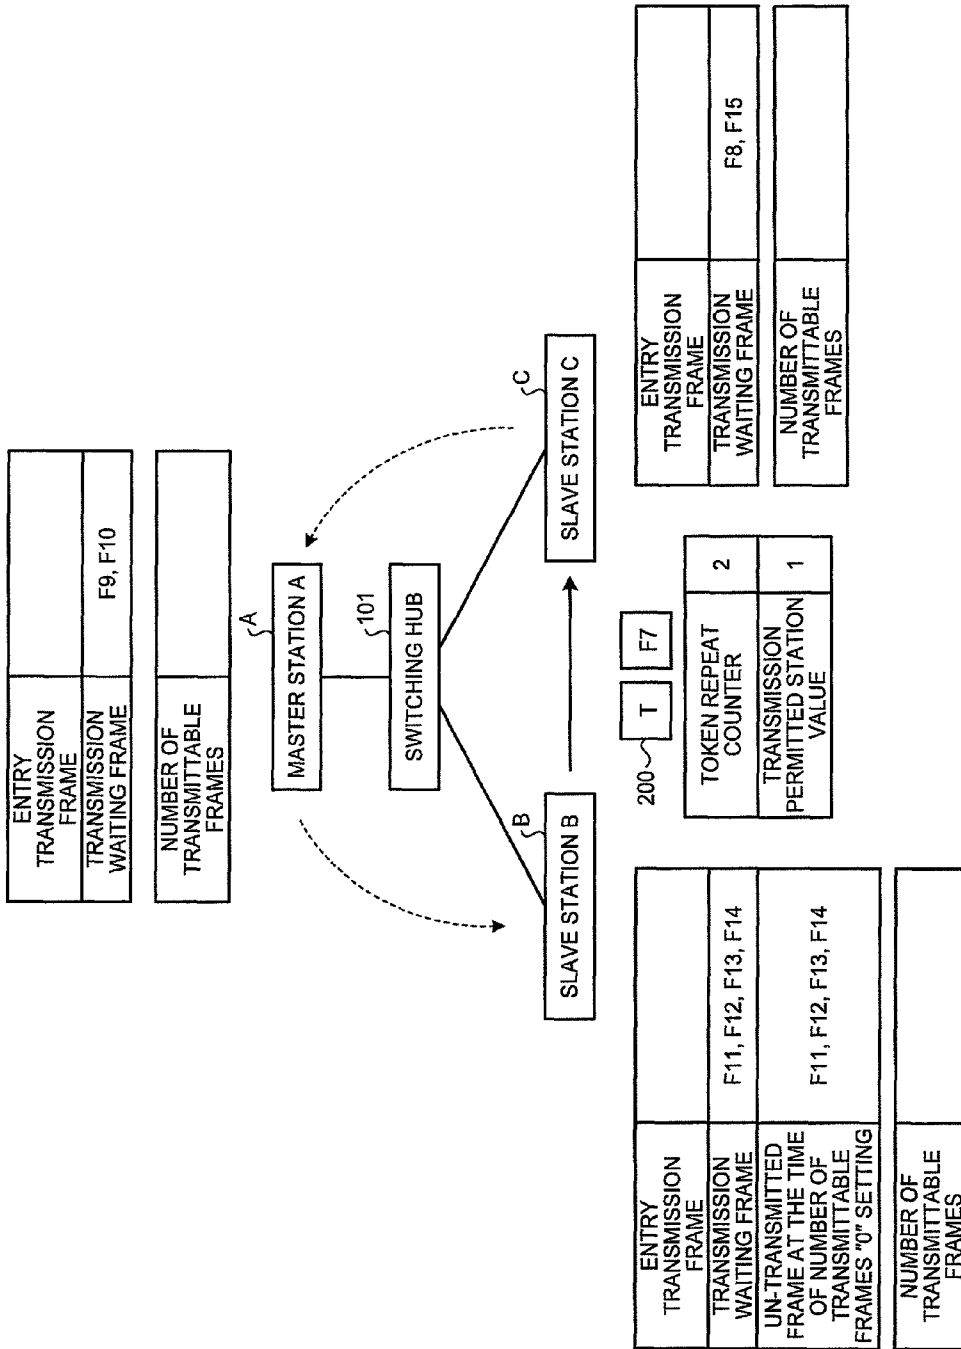 ENTRY
TRANSMISSION
FRAME
TRANSMISSION
WAITING FRAME
F9, F10
NUMBER OF
TRANSMITTABLE
FRAMES
A
MASTER STATION A
101
SWITCHING HUB
B
SLAVE STATION B
C
SLAVE STATION C
200
T
F7
TOKEN REPEAT
COUNTER
2
TRANSMISSION
PERMITTED STATION
VALUE
1
ENTRY
TRANSMISSION
FRAME
TRANSMISSION
WAITING FRAME
F11, F12, F13, F14
UN-TRANSMITTED
FRAME AT THE TIME
OF NUMBER OF
TRANSMITTABLE
FRAMES "0" SETTING
F11, F12, F13, F14
NUMBER OF
TRANSMITTABLE
FRAMES
ENTRY
TRANSMISSION
FRAME
TRANSMISSION
WAITING FRAME
F8, F15
NUMBER OF
TRANSMITTABLE
FRAMES